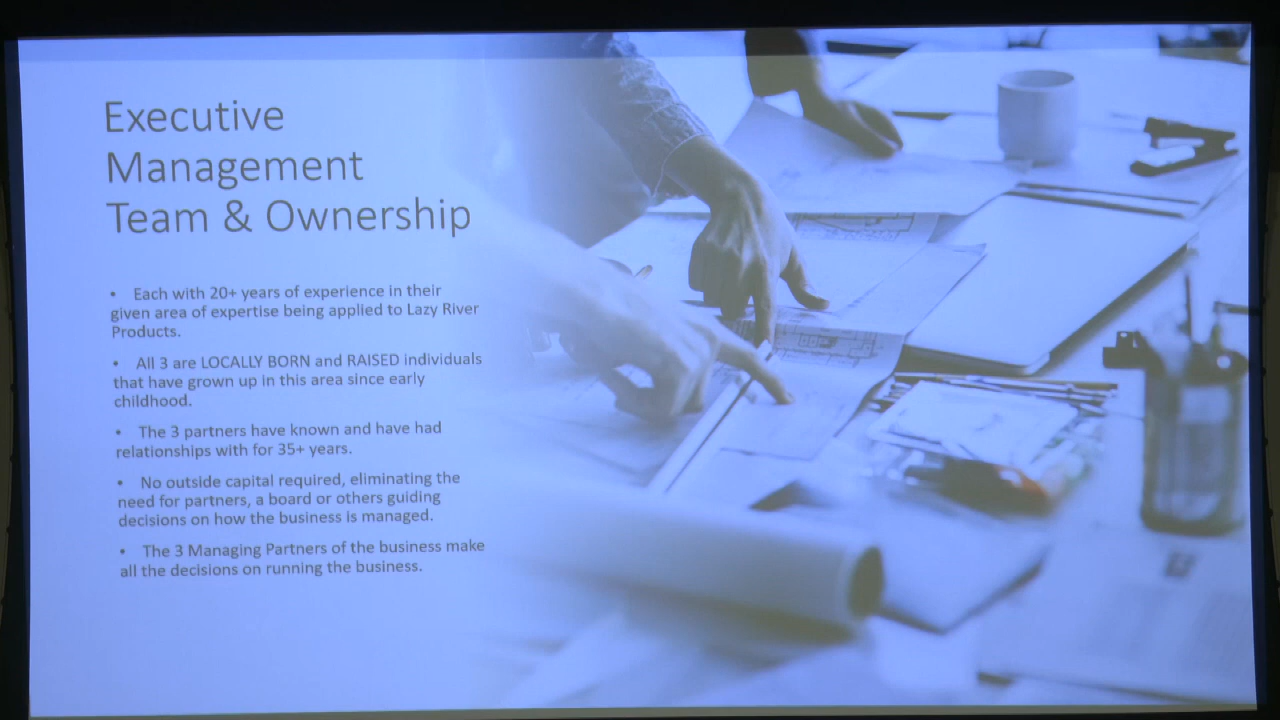 Executive
Management
Team & Ownership
• Each with 20+ years of experience in their
given area of expertise being applied to Lazy River
Products.
• All 3 are LOCALLY BORN and RAISED individuals
that have grown up in this area since early
childhood.
• The 3 partners have known and have had
relationships with for 35+ years.
• No outside capital required, eliminating the
need for partners, a board or others guiding
decisions on how the business is managed.
• The 3 Managing Partners of the business make
all the decisions on running the business.